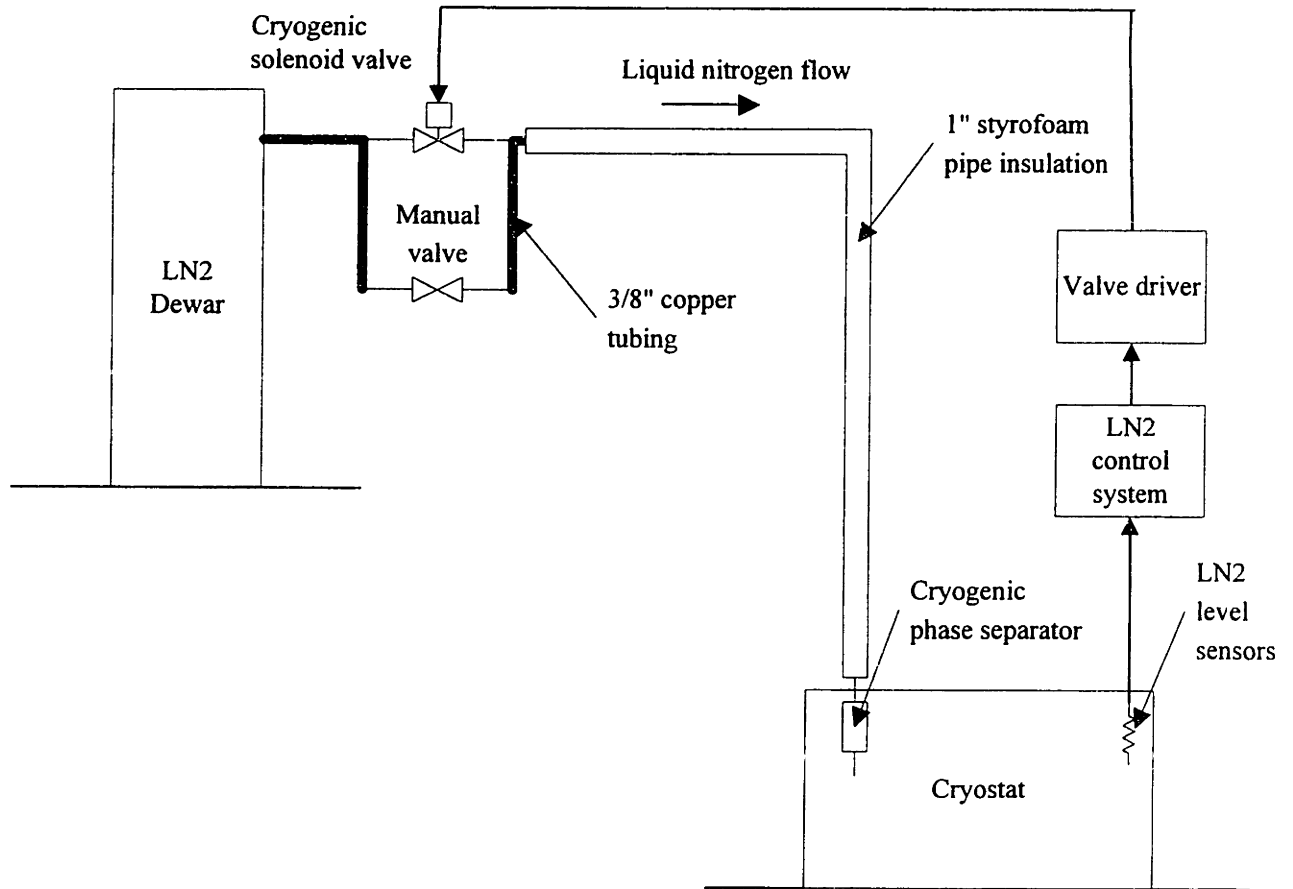 Cryogenic
solenoid valve
Liquid nitrogen flow
1" styrofoam
pipe insulation
Manual
valve
LN2
Dewar
3/8" copper
tubing
Valve driver
LN2
control
system
Cryogenic
phase separator
LN2
level
sensors
Cryostat